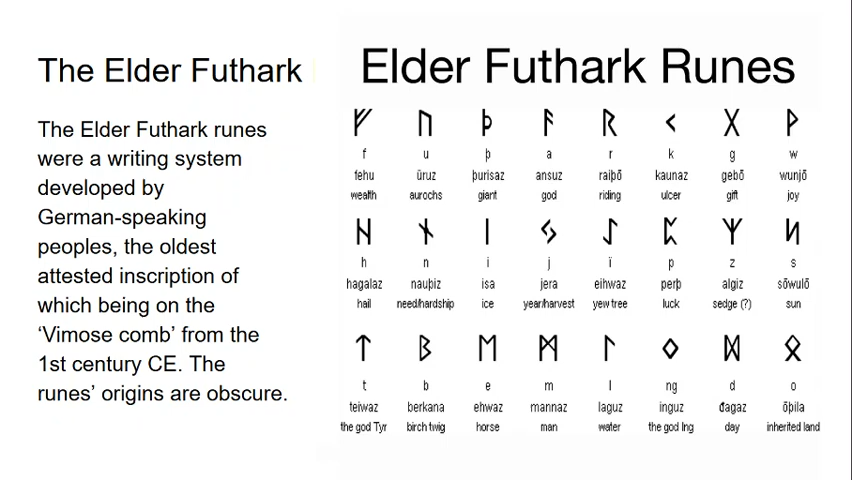 The Elder Futhark
The Elder Futhark runes
were a writing system
developed by
German-speaking
peoples, the oldest
attested inscription of
which being on the
‘Vimose comb’ from the
1st century CE. The
runes’ origins are obscure.
Elder Futhark Runes
ᚠ ᚢ ᚦ ᚨ ᚱ ᚲ ᚷ ᚹ
f u þ a r k g w
fehu ūruz þurisaz ansuz raiþō kaunaz gebō wunjō
wealth aurochs giant god riding ulcer gift joy
ᚺ ᚾ ᛁ ᛃ ᛇ ᛈ ᛉ ᛋ
h n i j ï p z s
hagalaz nauþiz isa jera eihwaz perþ algiz sōwulō
hail need/hardship ice year/harvest yew tree luck sedge (?) sun
ᛏ ᛒ ᛖ ᛗ ᛚ ᛜ ᛞ ᛟ
t b e m l ng d o
teiwaz berkana ehwaz mannaz laguz inguz đagaz ōþila
the god Tyr birch twig horse man water the god Ing day inherited land